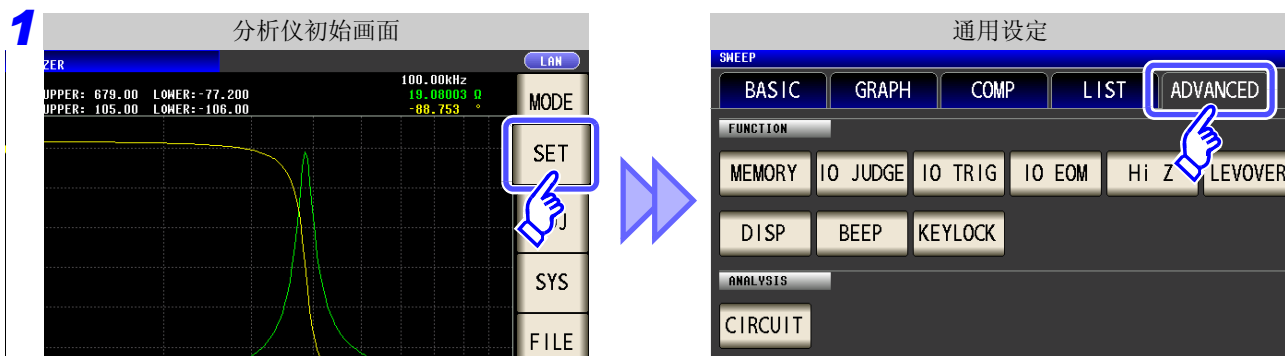 1
分析仪初始画面
ZER
LAN
UPPER: 679.00 LOWER:-77.200
UPPER: 105.00 LOWER:-106.00
100.00kHz
19.08003 Ω
-88.753 °
MODE
SET
SYS
FILE
通用设定
SWEEP
BASIC GRAPH COMP LIST ADVANCED
FUNCTION
MEMORY IO JUDGE IO TRIG IO EOM Hi Z LEVOVER
DISP BEEP KEYLOCK
ANALYSIS
CIRCUIT